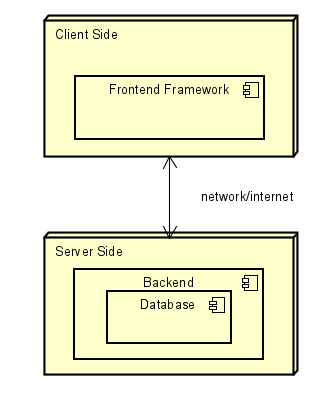 Client Side
Frontend Framework
network/internet
Server Side
Backend
Database